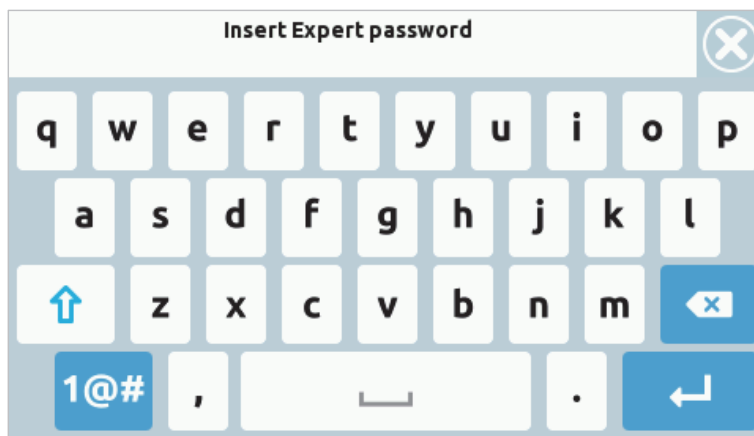 Insert Expert password
q w e r t y u i o p
a s d f g h j k l
z x c v b n m
1@# , .